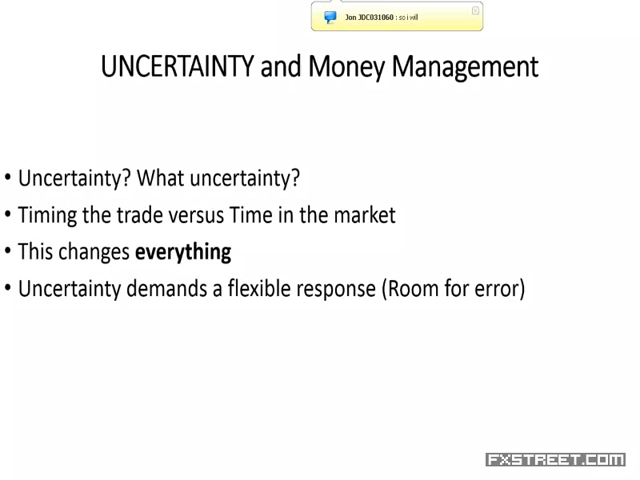 Jon JDC031060 : so i will
UNCERTAINTY and Money Management
• Uncertainty? What uncertainty?
• Timing the trade versus Time in the market
• This changes everything
• Uncertainty demands a flexible response (Room for error)
FXSTREET.COM